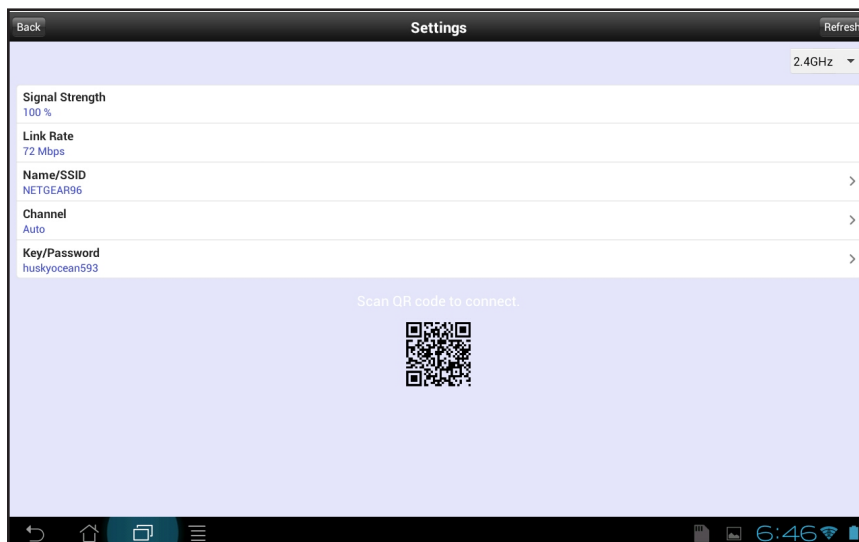 Back
Settings
Refresh
2.4GHz
Signal Strength
100 %
Link Rate
72 Mbps
Name/SSID
NETGEAR96
Channel
Auto
Key/Password
huskyocean593
Scan QR code to connect.
6:46